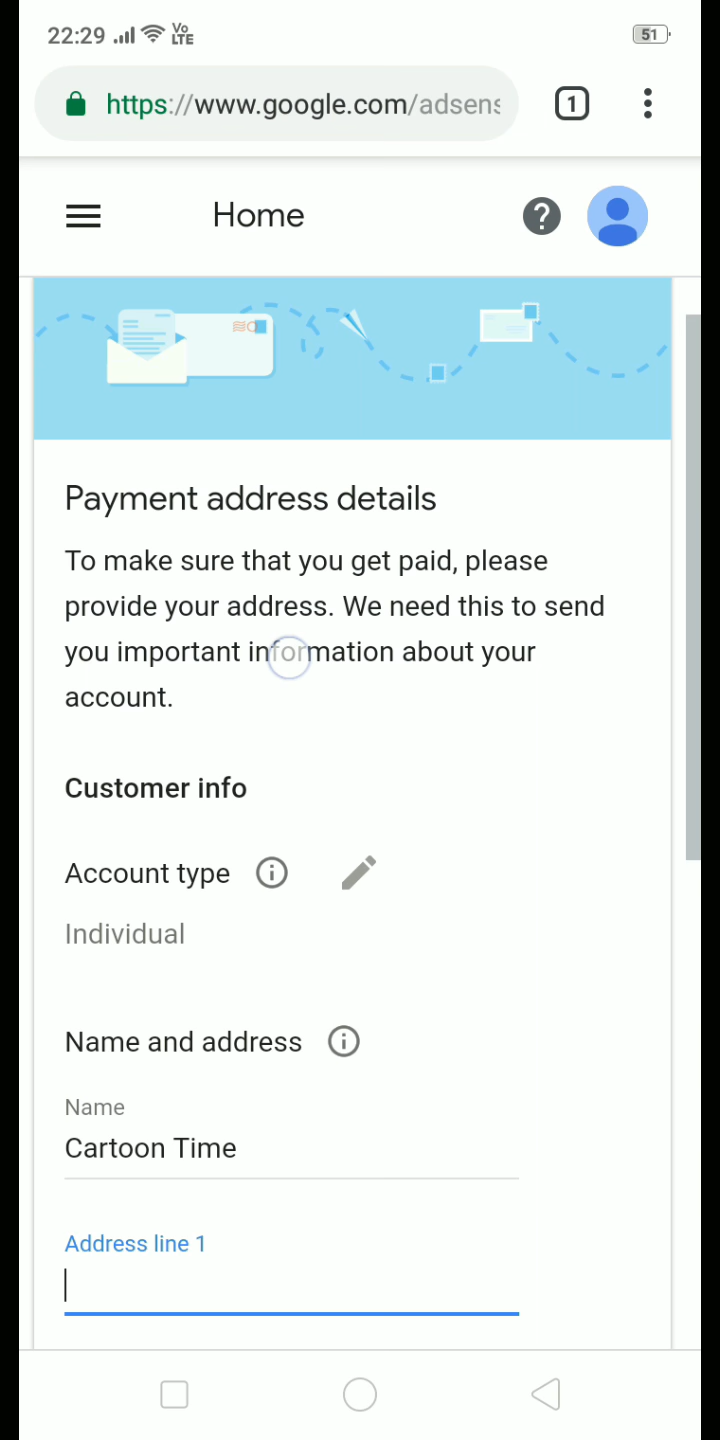 22:29 Vo LTE 51
https://www.google.com/adsens
1
Home
Payment address details
To make sure that you get paid, please
provide your address. We need this to send
you important information about your
account.
Customer info
Account type
Individual
Name and address
Name
Cartoon Time
Address line 1